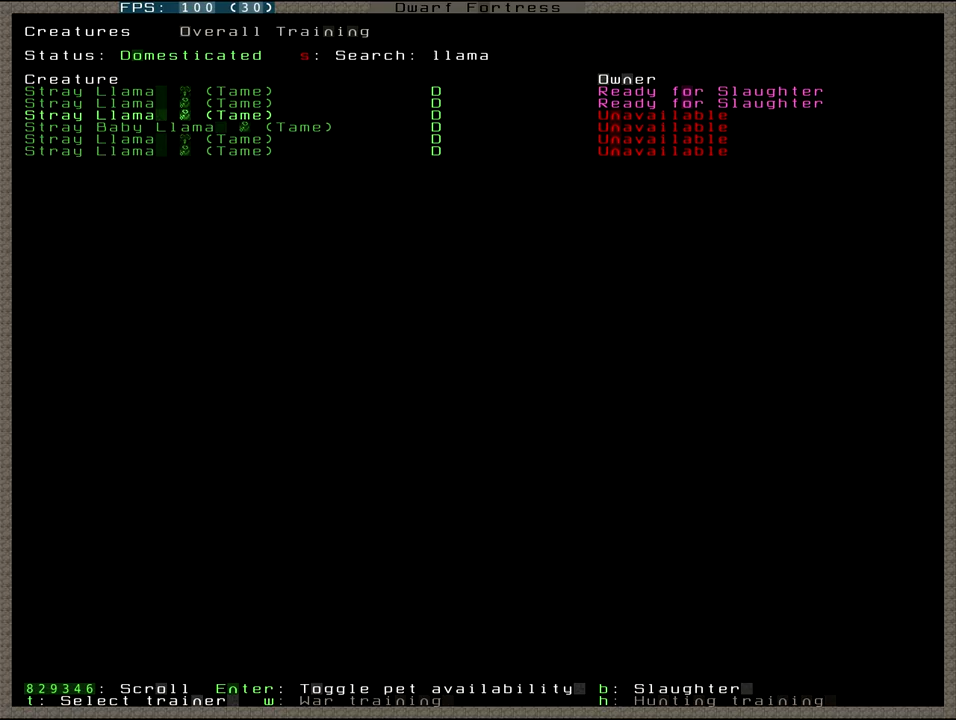 FPS: 100 (30) Dwarf Fortress
Creatures Overall Training
Status: Domesticated s: Search: llama
Creature Owner
Stray Llama ♀ (Tame) D Ready for Slaughter
Stray Llama ♂ (Tame) D Ready for Slaughter
Stray Llama ♂ (Tame) D Unavailable
Stray Baby Llama ♂ (Tame) D Unavailable
Stray Llama ♀ (Tame) D Unavailable
Stray Llama ♂ (Tame) D Unavailable
829346: Scroll Enter: Toggle pet availability b: Slaughter
t: Select trainer w: War training h: Hunting training